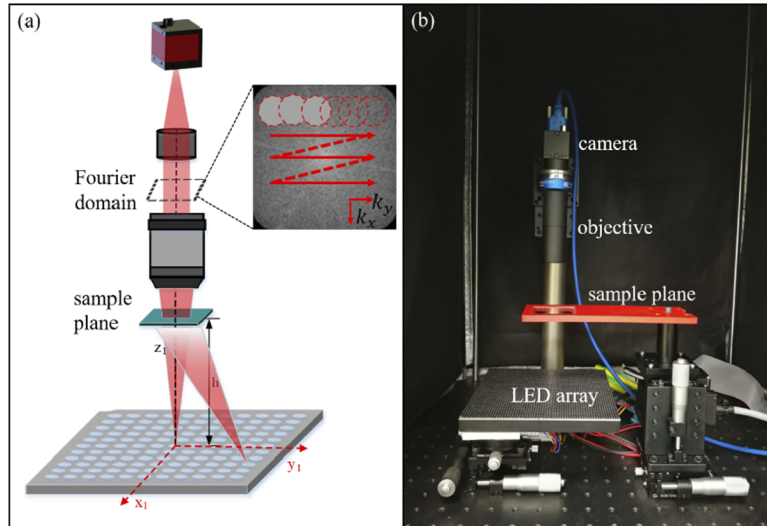 (a)
Fourier
domain
k_y
k_x
sample
plane
z_1
h
y_1
x_1
(b)
camera
objective
sample plane
LED array